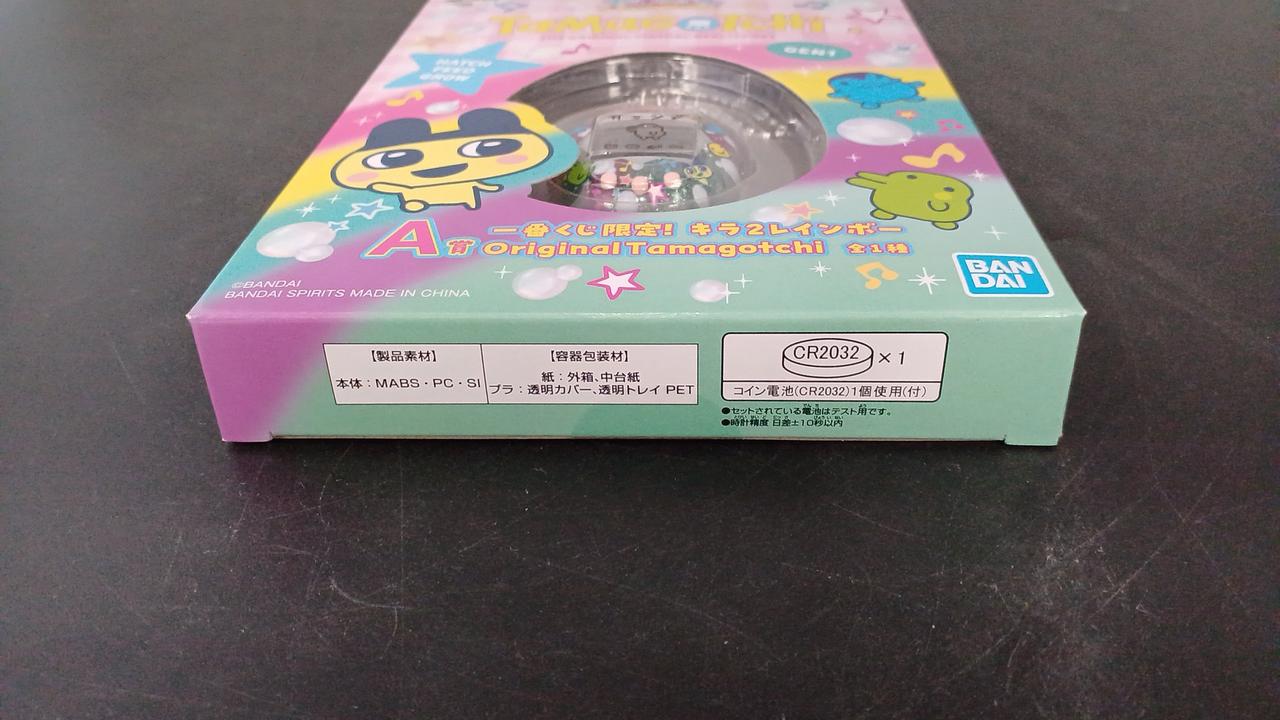 Tamagotchi
GEN1
HATCH
FEED
GROW
A賞
一番くじ限定! キラ2レインボー
Original Tamagotchi 全1種
BAN
DAI
©BANDAI
BANDAI SPIRITS MADE IN CHINA
【製品素材】
本体:MABS・PC・SI
【容器包装材】
紙:外箱、中台紙
プラ:透明カバー、透明トレイ PET
CR2032 ×1
コイン電池(CR2032)1個使用(付)
●セットされている電池はテスト用です。
●時計精度 日差±10秒以内